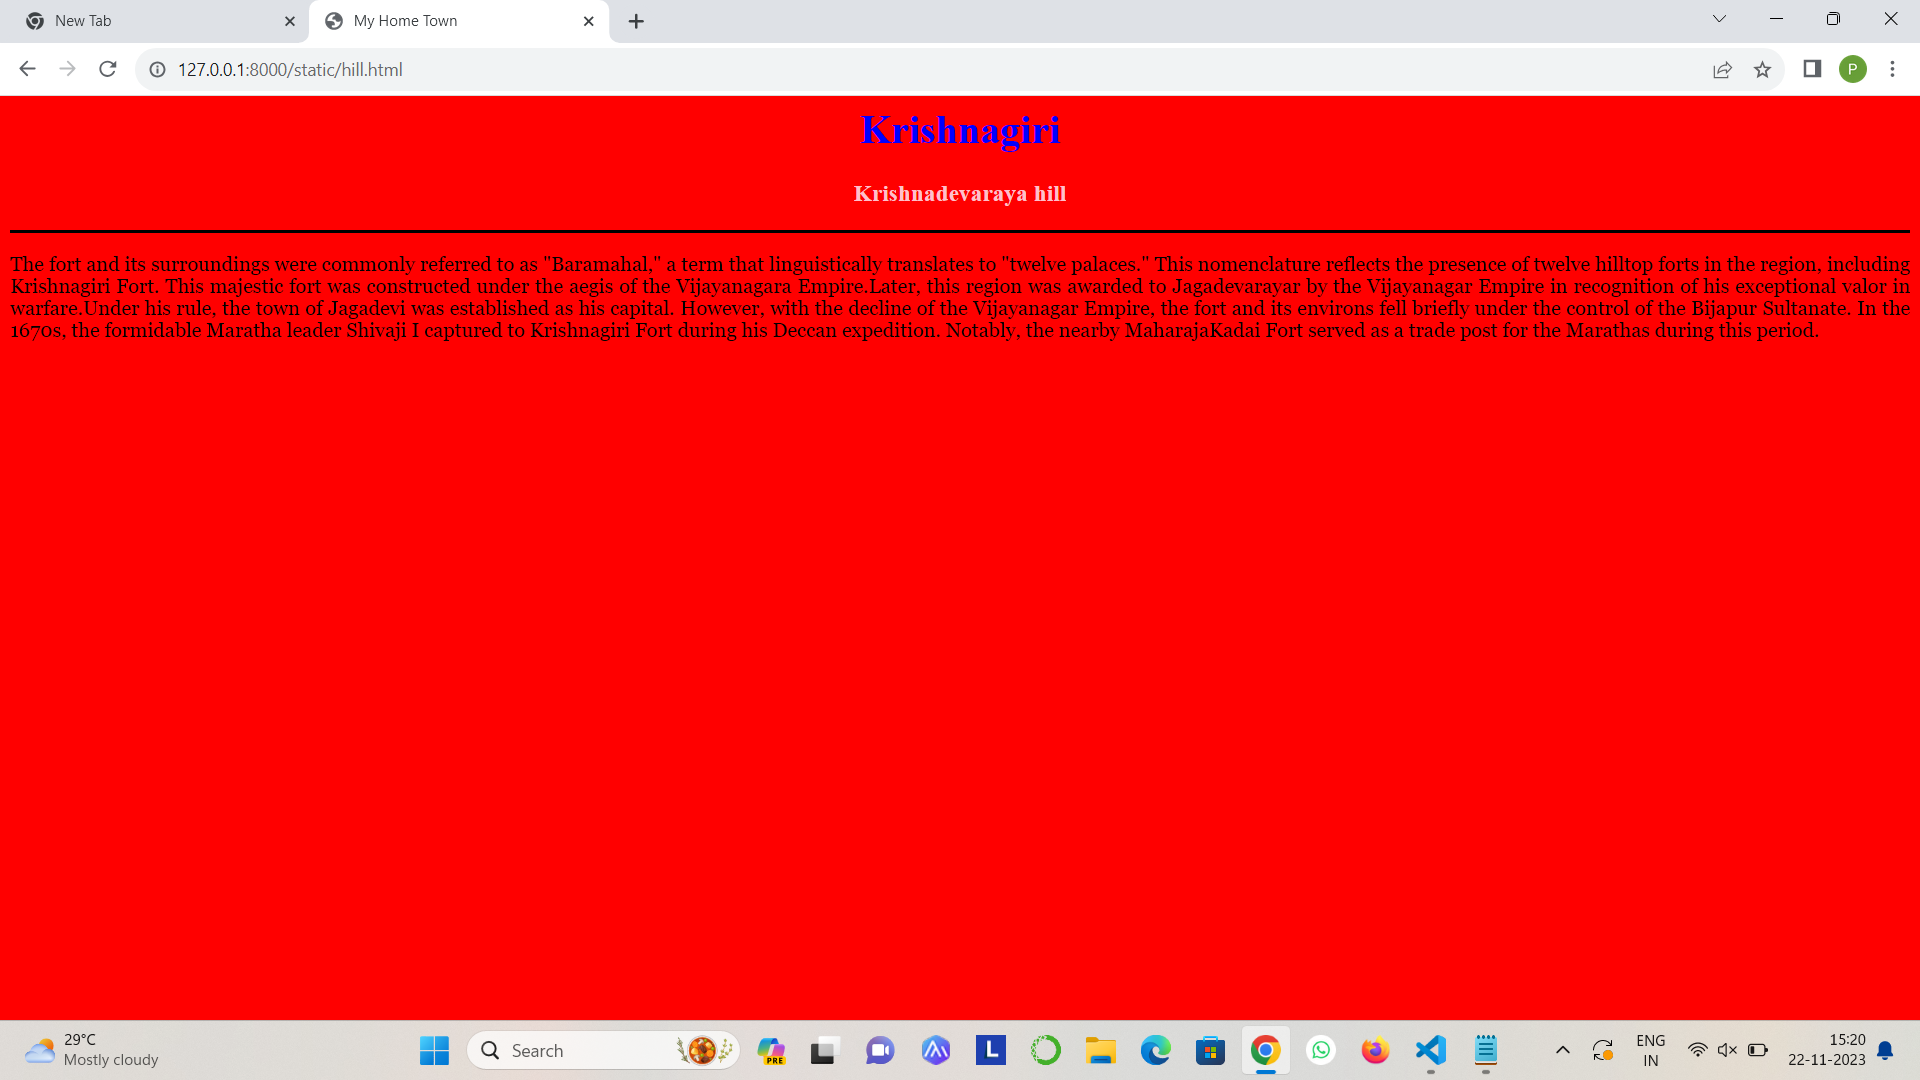 New Tab
My Home Town
127.0.0.1:8000/static/hill.html
P
Krishnagiri
Krishnadevaraya hill
The fort and its surroundings were commonly referred to as "Baramahal," a term that linguistically translates to "twelve palaces." This nomenclature reflects the presence of twelve hilltop forts in the region, including
Krishnagiri Fort. This majestic fort was constructed under the aegis of the Vijayanagara Empire.Later, this region was awarded to Jagadevarayar by the Vijayanagar Empire in recognition of his exceptional valor in
warfare.Under his rule, the town of Jagadevi was established as his capital. However, with the decline of the Vijayanagar Empire, the fort and its environs fell briefly under the control of the Bijapur Sultanate. In the
1670s, the formidable Maratha leader Shivaji I captured to Krishnagiri Fort during his Deccan expedition. Notably, the nearby MaharajaKadai Fort served as a trade post for the Marathas during this period.
29°C
Mostly cloudy
Search
PRE
L
ENG
IN
15:20
22-11-2023